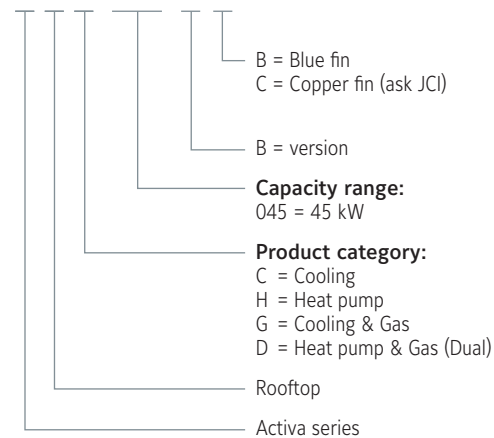 B = Blue fin
C = Copper fin (ask JCI)
B = version
Capacity range:
045 = 45 kW
Product category:
C = Cooling
H = Heat pump
G = Cooling & Gas
D = Heat pump & Gas (Dual)
Rooftop
Activa series